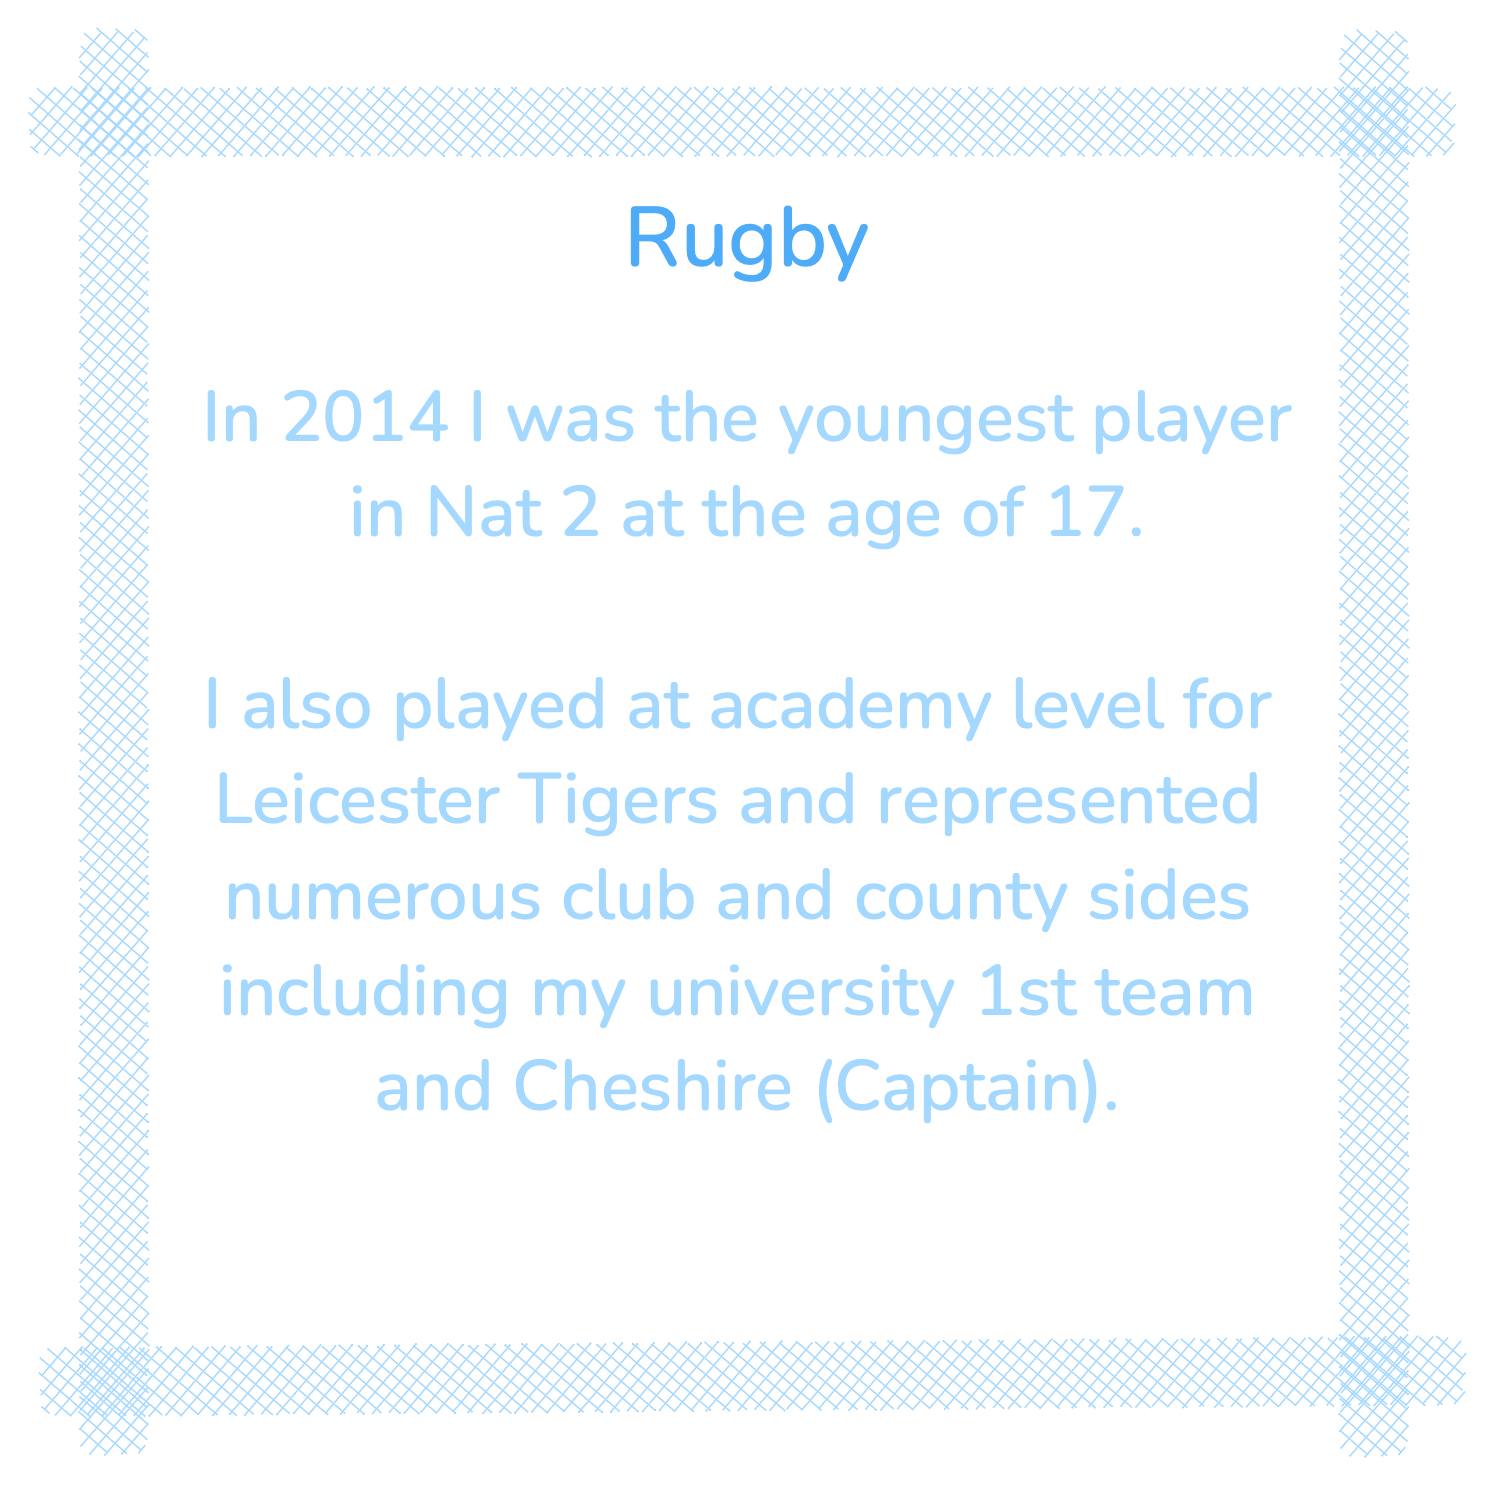 Rugby
In 2014 I was the youngest player
in Nat 2 at the age of 17.
I also played at academy level for
Leicester Tigers and represented
numerous club and county sides
including my university 1st team
and Cheshire (Captain).